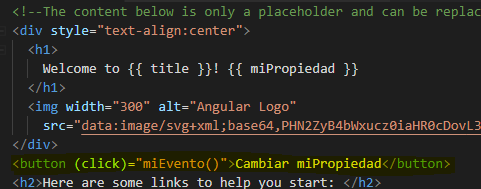 <!--The content below is only a placeholder and can be replac
<div style="text-align:center">
<h1>
Welcome to {{ title }}! {{ miPropiedad }}
</h1>
<img width="300" alt="Angular Logo"
src="data:image/svg+xml;base64,PHN2ZyB4bWxucz0iaHR0cDovL3
</div>
<button (click)="miEvento()">Cambiar miPropiedad</button>
<h2>Here are some links to help you start: </h2>